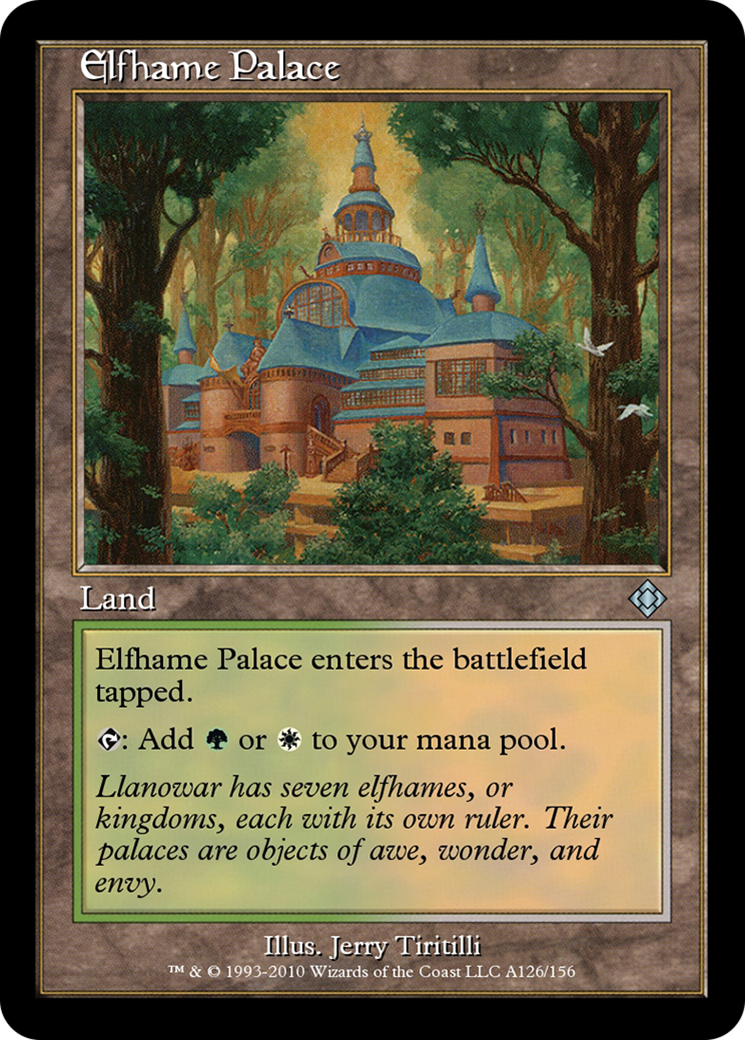 Elfhame Palace
Land
Elfhame Palace enters the battlefield
tapped.
: Add or to your mana pool.
Llanowar has seven elfhames, or
kingdoms, each with its own ruler. Their
palaces are objects of awe, wonder, and
envy.
Illus. Jerry Tiritilli
™ & © 1993-2010 Wizards of the Coast LLC A126/156